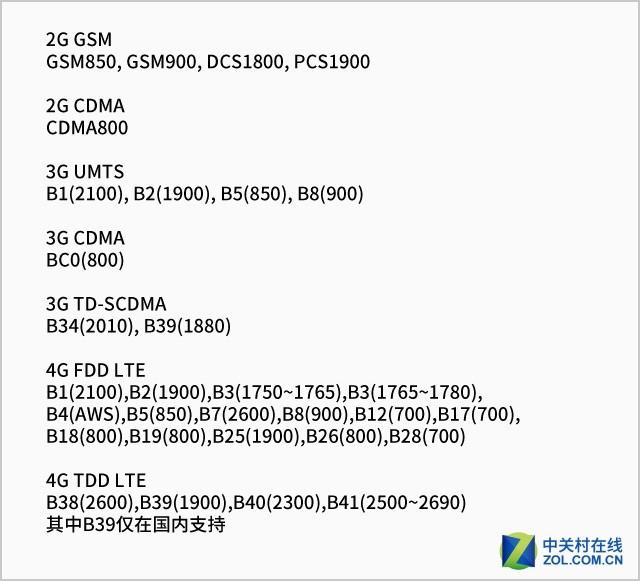 2G GSM
GSM850, GSM900, DCS1800, PCS1900
2G CDMA
CDMA800
3G UMTS
B1(2100), B2(1900), B5(850), B8(900)
3G CDMA
BC0(800)
3G TD-SCDMA
B34(2010), B39(1880)
4G FDD LTE
B1(2100),B2(1900),B3(1750~1765),B3(1765~1780),
B4(AWS),B5(850),B7(2600),B8(900),B12(700),B17(700),
B18(800),B19(800),B25(1900),B26(800),B28(700)
4G TDD LTE
B38(2600),B39(1900),B40(2300),B41(2500~2690)
其中B39仅在国内支持
中关村在线
ZOL.COM.CN